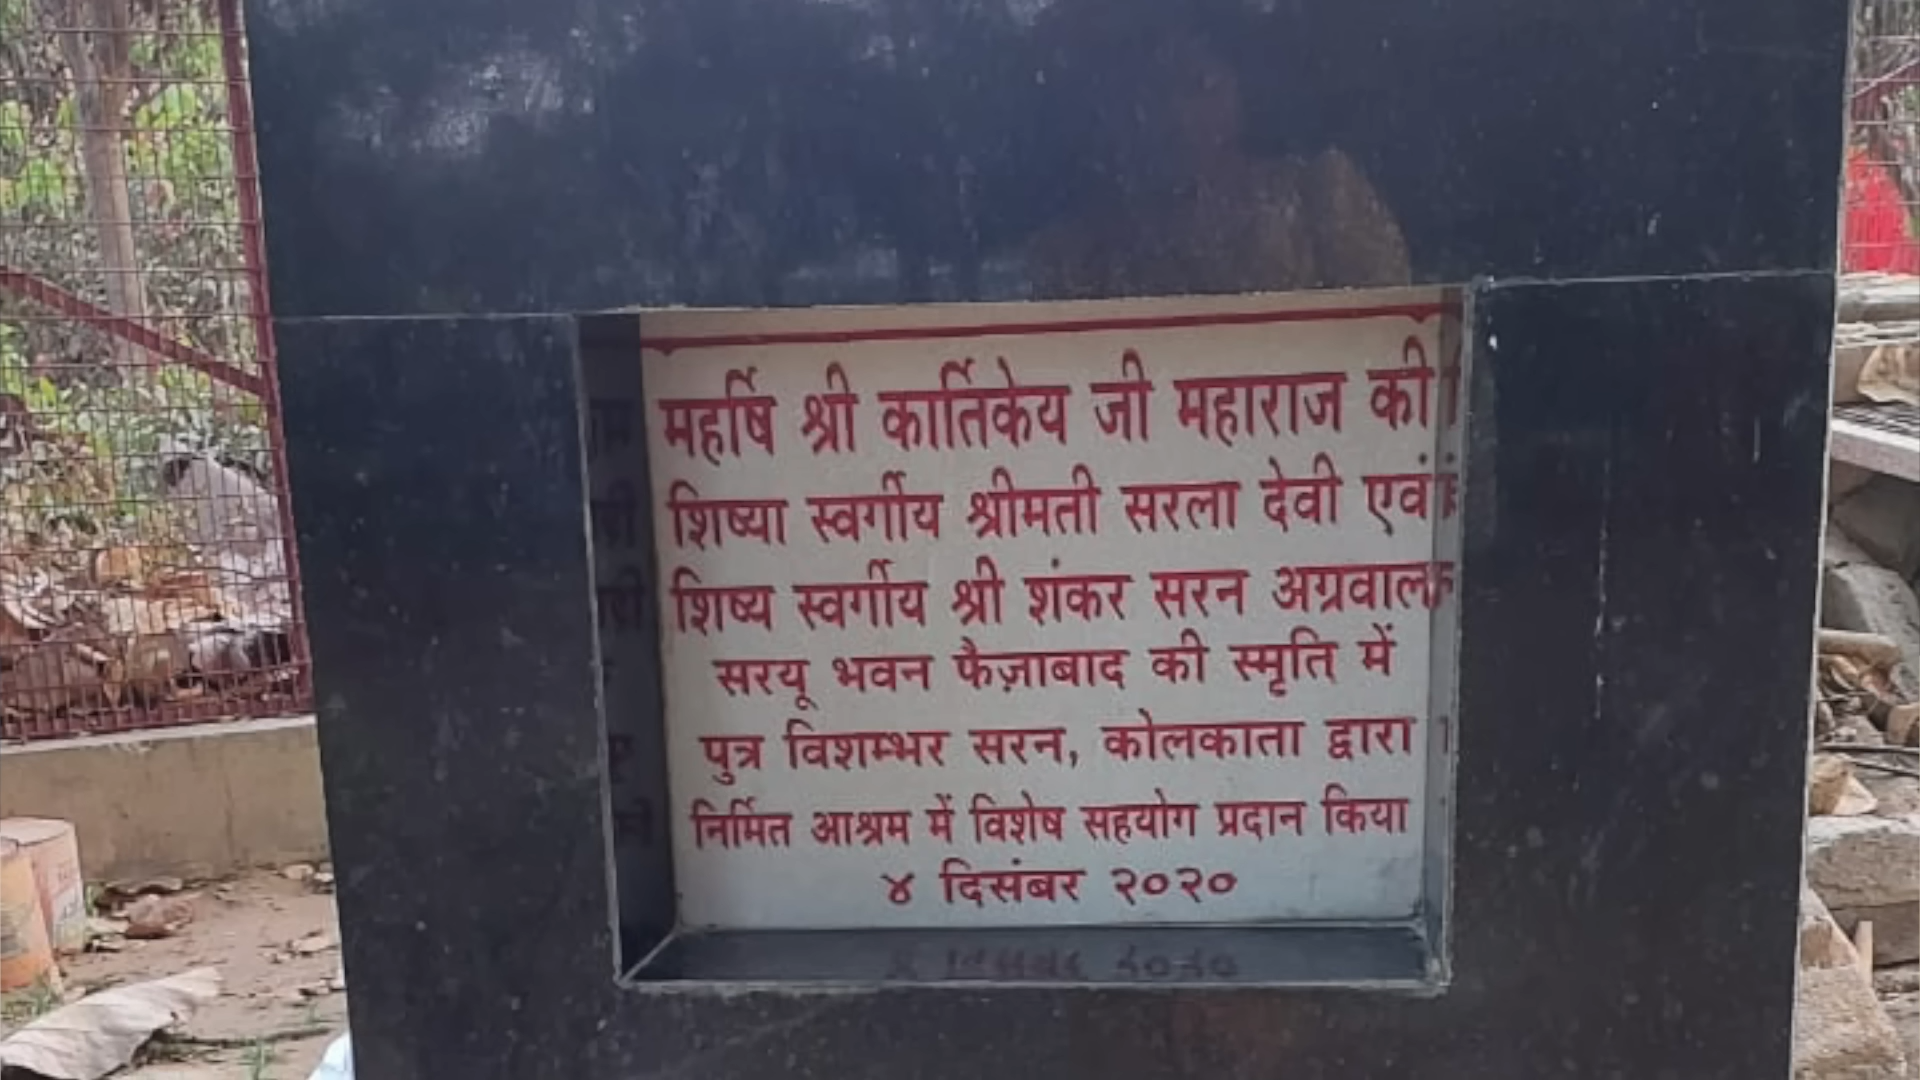 महर्षि श्री कार्तिकेय जी महाराज की
शिष्या स्वर्गीय श्रीमती सरला देवी एवं
शिष्य स्वर्गीय श्री शंकर सरन अग्रवाल
सरयू भवन फैज़ाबाद की स्मृति में
पुत्र विशम्भर सरन, कोलकाता द्वारा
निर्मित आश्रम में विशेष सहयोग प्रदान किया
४ दिसंबर २०२०